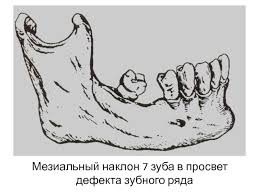 Мезиальный наклон 7 зуба в просвет
дефекта зубного ряда